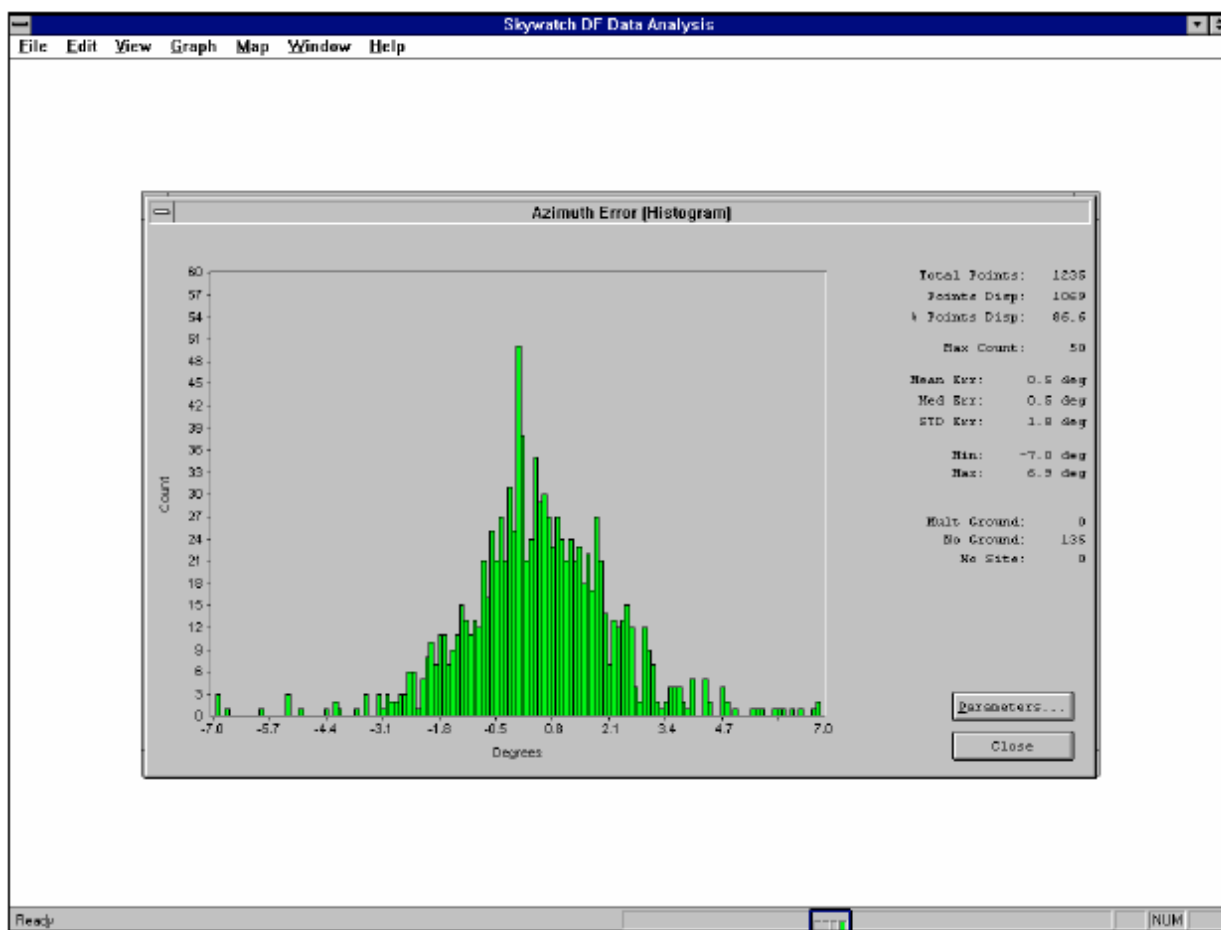 Skywatch DF Data Analysis
File Edit View Graph Map Window Help
Azimuth Error (Histogram)
60
57
54
51
48
45
42
39
36
33
30
27
24
21
18
15
12
9
6
3
0
Count
-7.0 -5.7 -4.4 -3.1 -1.8 -0.5 0.8 2.1 3.4 4.7 7.0
Degrees
Total Points: 1235
Points Disp: 1069
% Points Disp: 86.6
Max Count: 50
Mean Err: 0.5 deg
Med Err: 0.5 deg
STD Err: 1.8 deg
Min: -7.0 deg
Max: 6.9 deg
Mult Ground: 0
No Ground: 135
No Site: 0
Parameters...
Close
Ready
NUM